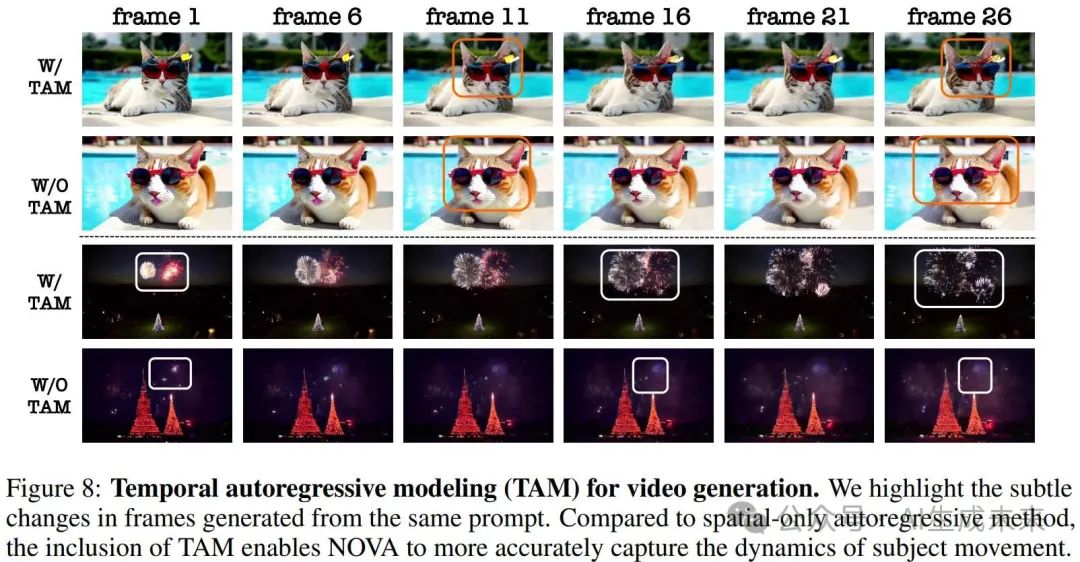 frame 1 frame 6 frame 11 frame 16 frame 21 frame 26
W/
TAM
W/O
TAM
W/
TAM
W/O
TAM
Figure 8: Temporal autoregressive modeling (TAM) for video generation. We highlight the subtle
changes in frames generated from the same prompt. Compared to spatial-only autoregressive method,
the inclusion of TAM enables NOVA to more accurately capture the dynamics of subject movement.
公众号 · AI生成未来